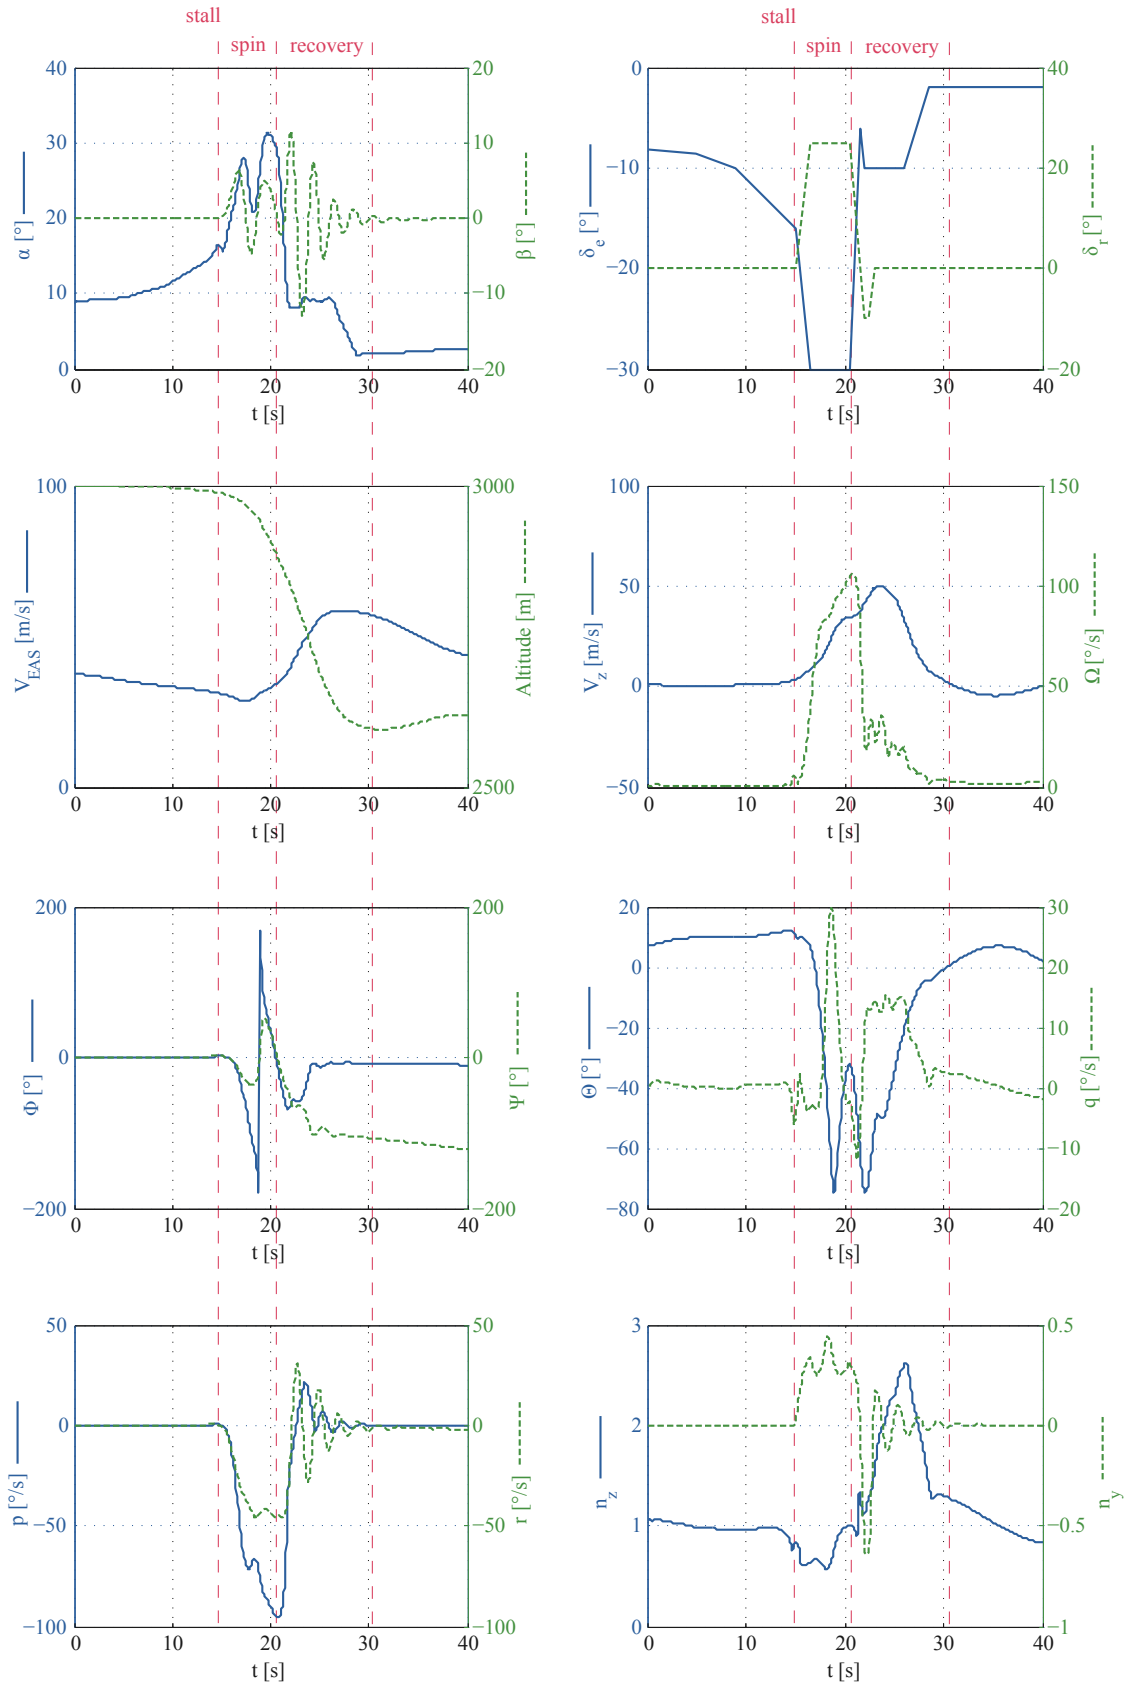 stall stall
spin recovery spin recovery
40 20 0 40
30 10 −10 20
α [°] 20 0 β [°] δe [°] −20 0 δr [°]
10 −10
0 −20 −30 −20
0 10 20 30 40 0 10 20 30 40
t [s] t [s]
100 3000 100 150
50 100
VEAS [m/s] Altitude [m] Vz [m/s] 0 50 Ω [°/s]
0 2500 −50 0
0 10 20 30 40 0 10 20 30 40
t [s] t [s]
200 200 20 30
0 20
−20 10
Φ [°] 0 0 Ψ [°] Θ [°] −40 0 q [°/s]
−60 −10
−200 −200 −80 −20
0 10 20 30 40 0 10 20 30 40
t [s] t [s]
50 50 3 0.5
0 0 2 0
p [°/s] −50 −50 r [°/s] nz 1 −0.5 ny
−100 −100 0 −1
0 10 20 30 40 0 10 20 30 40
t [s] t [s]